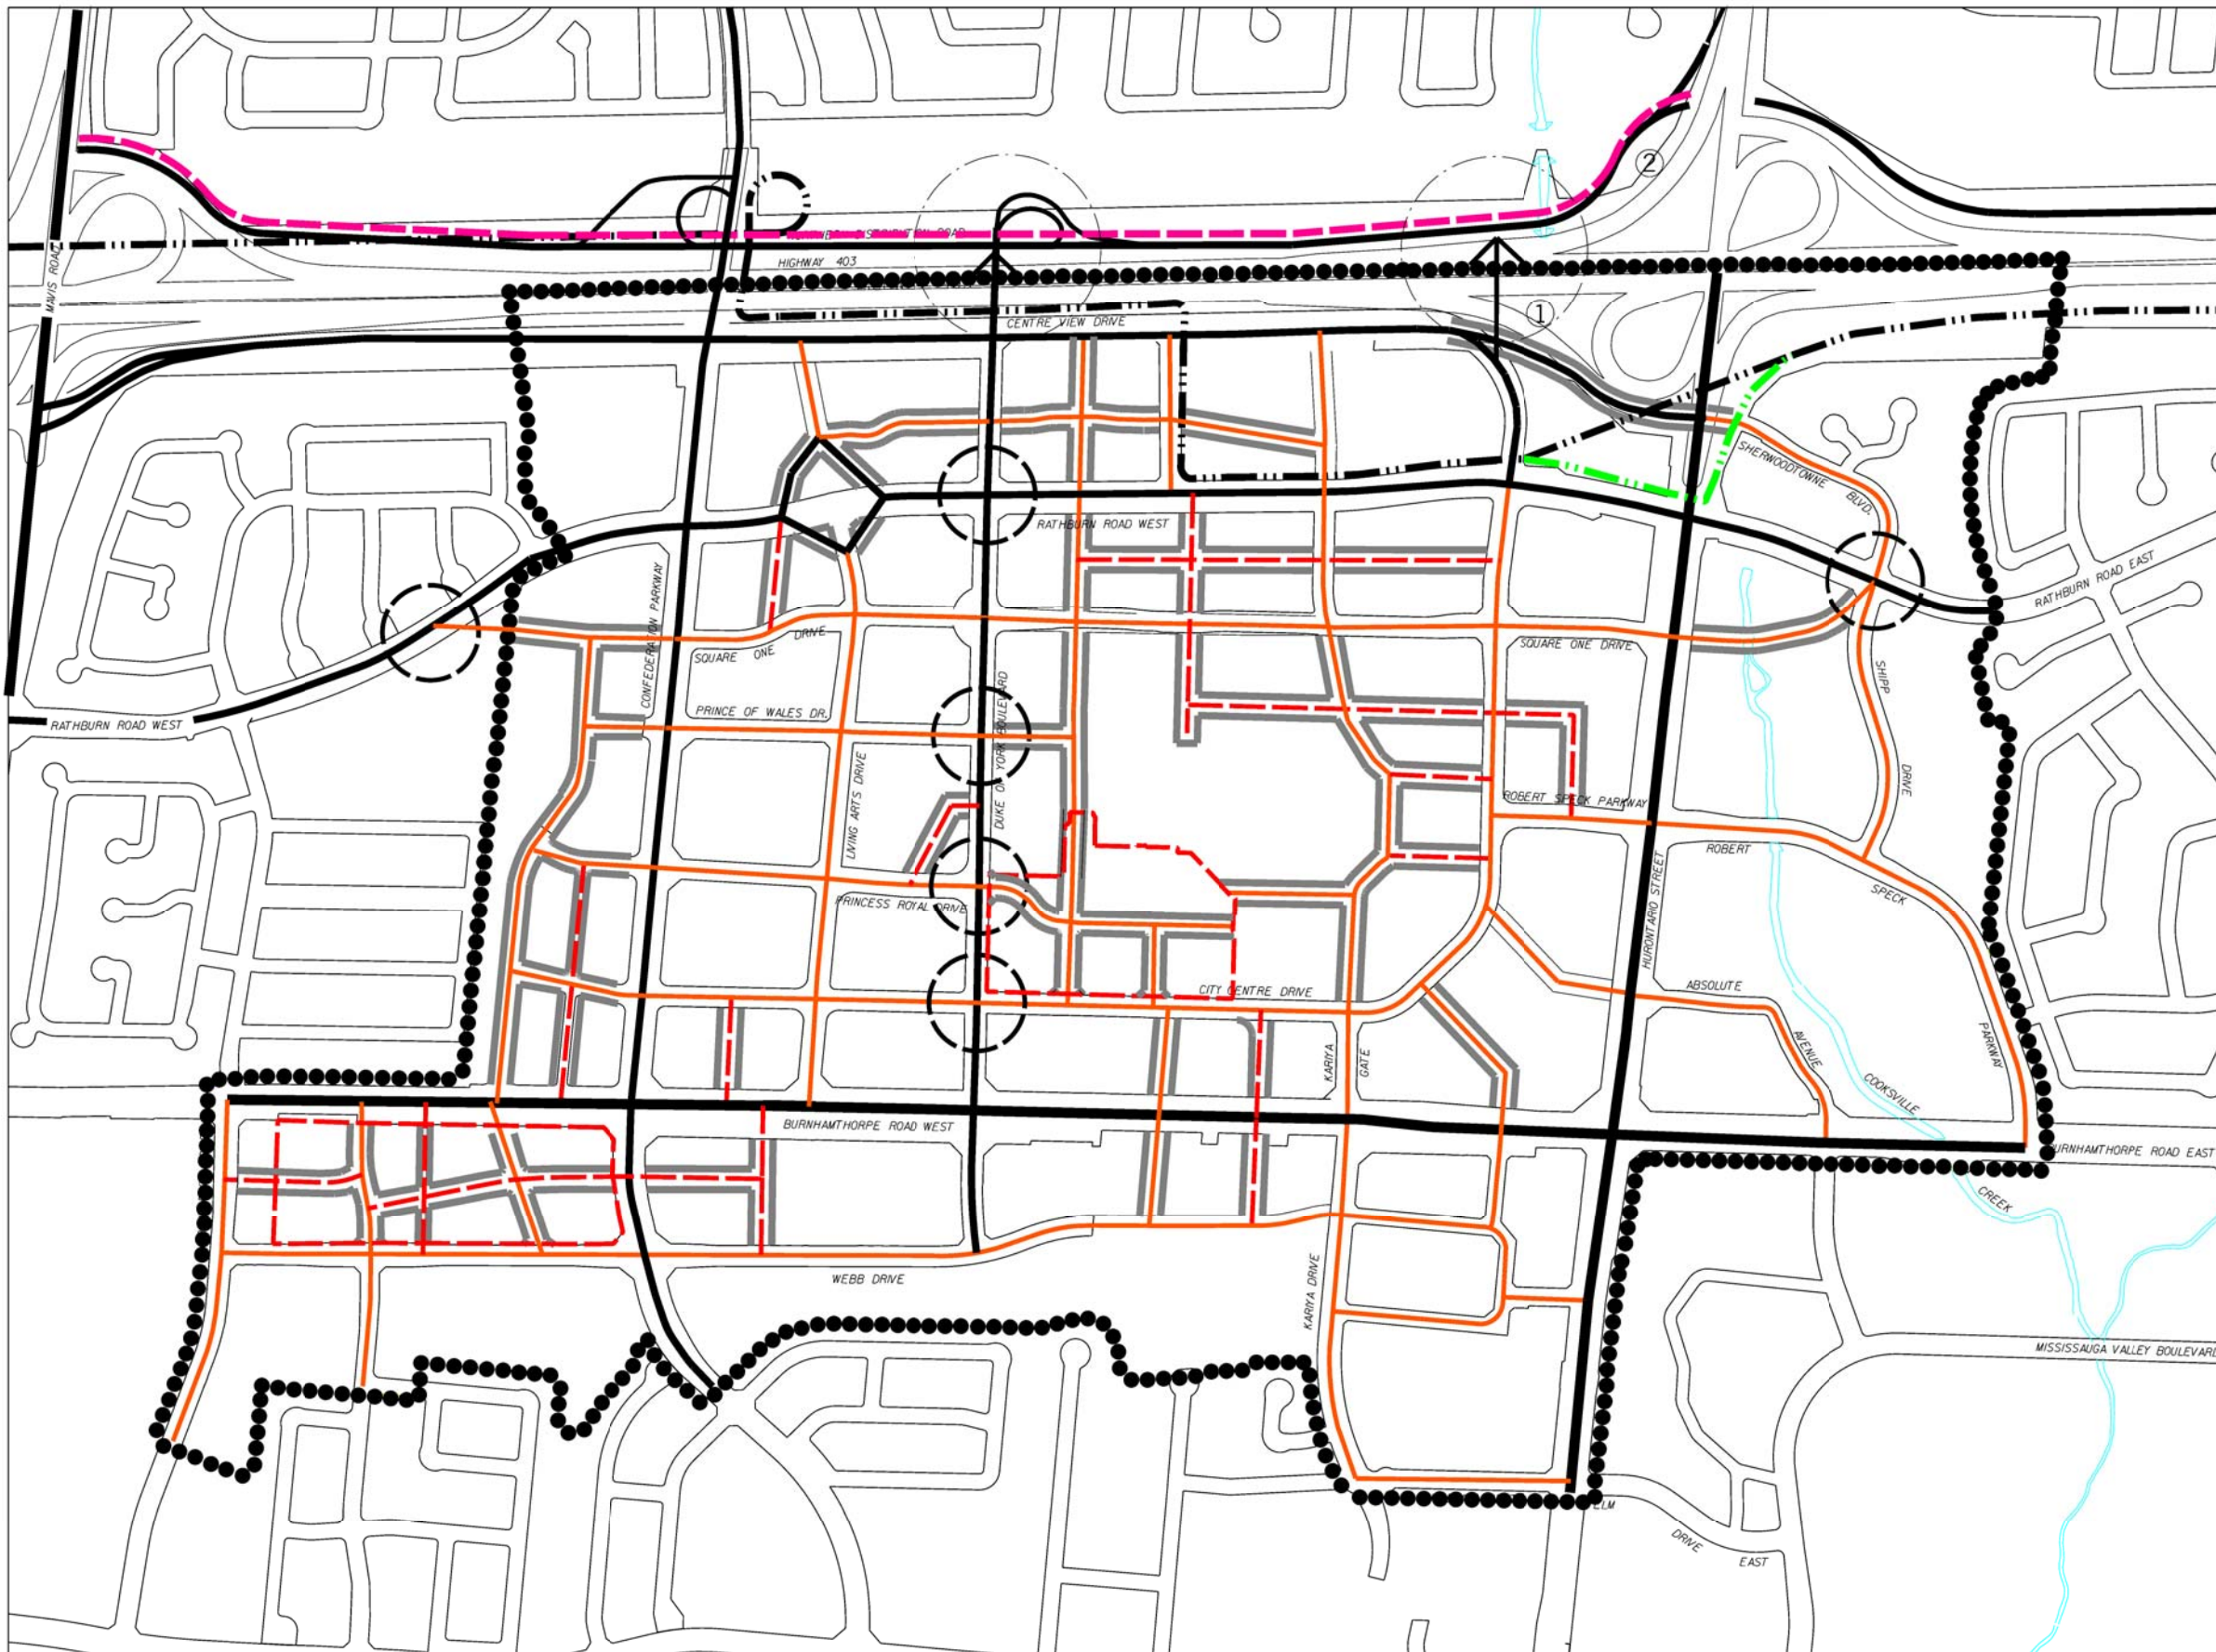 ②
DISTRIBUTION ROAD
HIGHWAY 403
MAVIS ROAD
①
CENTRE VIEW DRIVE
SHERWOODTOWNE BLVD.
RATHBURN ROAD WEST
RATHBURN ROAD EAST
CONFEDERATION PARKWAY
SQUARE ONE DRIVE
SQUARE ONE DRIVE
SHIPP DRIVE
PRINCE OF WALES DR.
RATHBURN ROAD WEST
DUKE OF YORK BOULEVARD
LIVING ARTS DRIVE
ROBERT SPECK PARKWAY
ROBERT SPECK PARKWAY
HURONTARIO STREET
PRINCESS ROYAL DRIVE
CITY CENTRE DRIVE
ABSOLUTE AVENUE
KARIYA GATE
COOKSVILLE CREEK
BURNHAMTHORPE ROAD WEST
URNHAMTHORPE ROAD EAST
WEBB DRIVE
KARIYA DRIVE
MISSISSAUGA VALLEY BOULEVARD
ELM DRIVE EAST